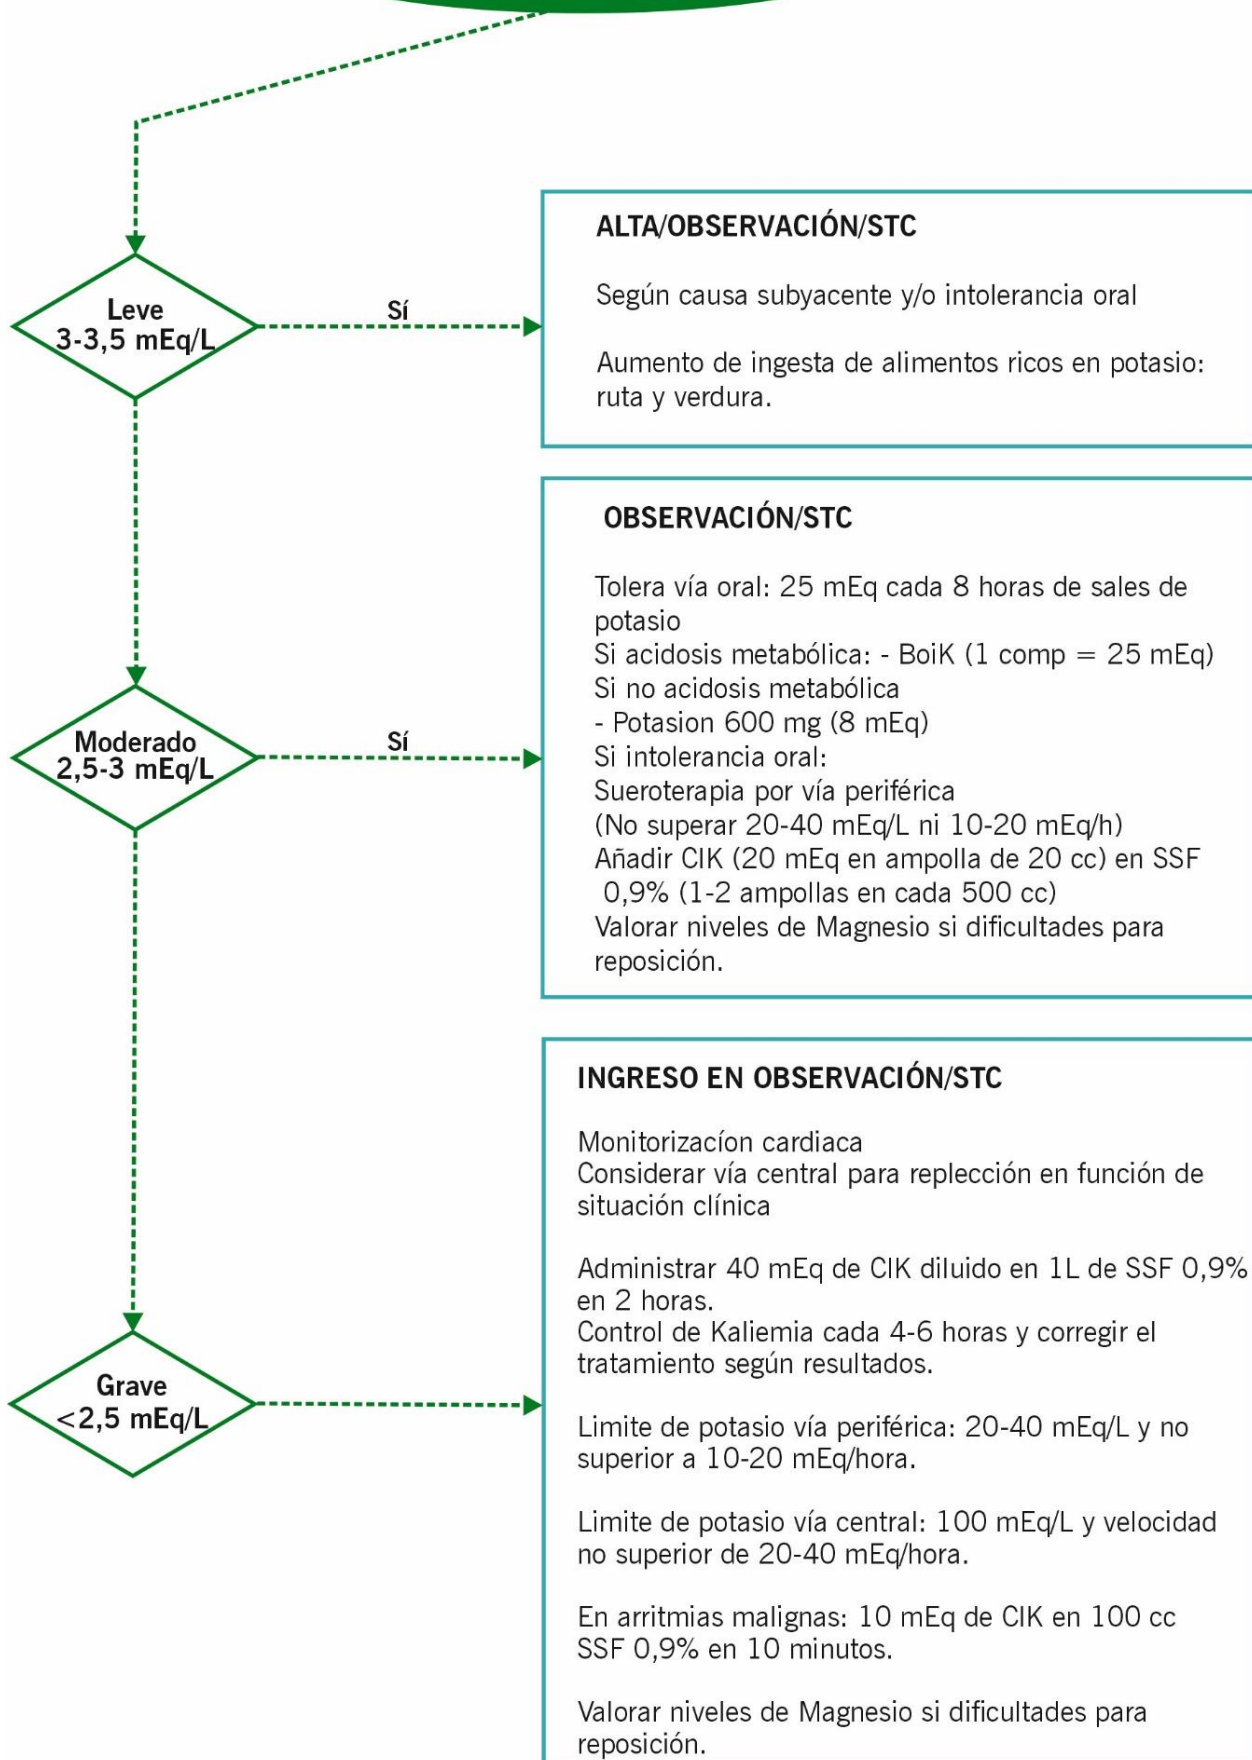 Leve
3-3,5 mEq/L
Sí
ALTA/OBSERVACIÓN/STC
Según causa subyacente y/o intolerancia oral
Aumento de ingesta de alimentos ricos en potasio:
ruta y verdura.
Moderado
2,5-3 mEq/L
Sí
OBSERVACIÓN/STC
Tolera vía oral: 25 mEq cada 8 horas de sales de
potasio
Si acidosis metabólica: - BoiK (1 comp = 25 mEq)
Si no acidosis metabólica
- Potasion 600 mg (8 mEq)
Si intolerancia oral:
Sueroterapia por vía periférica
(No superar 20-40 mEq/L ni 10-20 mEq/h)
Añadir ClK (20 mEq en ampolla de 20 cc) en SSF
0,9% (1-2 ampollas en cada 500 cc)
Valorar niveles de Magnesio si dificultades para
reposición.
Grave
<2,5 mEq/L
INGRESO EN OBSERVACIÓN/STC
Monitorizacíon cardiaca
Considerar vía central para replección en función de
situación clínica
Administrar 40 mEq de ClK diluido en 1L de SSF 0,9%
en 2 horas.
Control de Kaliemia cada 4-6 horas y corregir el
tratamiento según resultados.
Limite de potasio vía periférica: 20-40 mEq/L y no
superior a 10-20 mEq/hora.
Limite de potasio vía central: 100 mEq/L y velocidad
no superior de 20-40 mEq/hora.
En arritmias malignas: 10 mEq de ClK en 100 cc
SSF 0,9% en 10 minutos.
Valorar niveles de Magnesio si dificultades para
reposición.